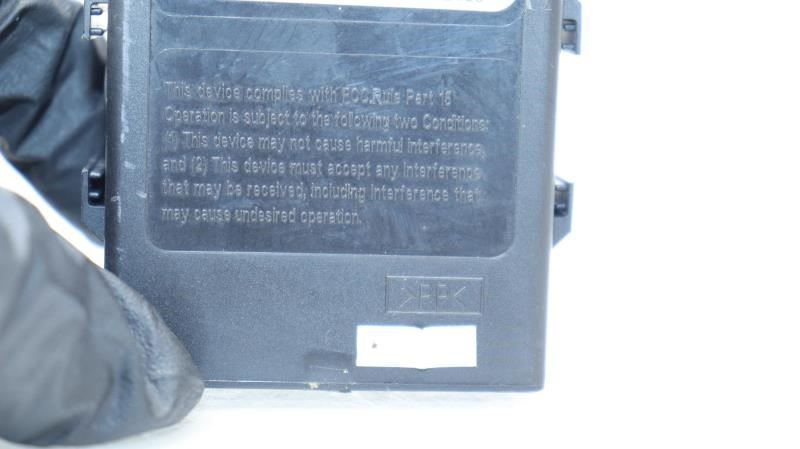 This device complies with FCC Rule Part 15
Operation is subject to the following two Conditions:
(1) This device may not cause harmful interference,
and (2) This device must accept any interference
that may be received, including interference that
may cause undesired operation.
>PP<